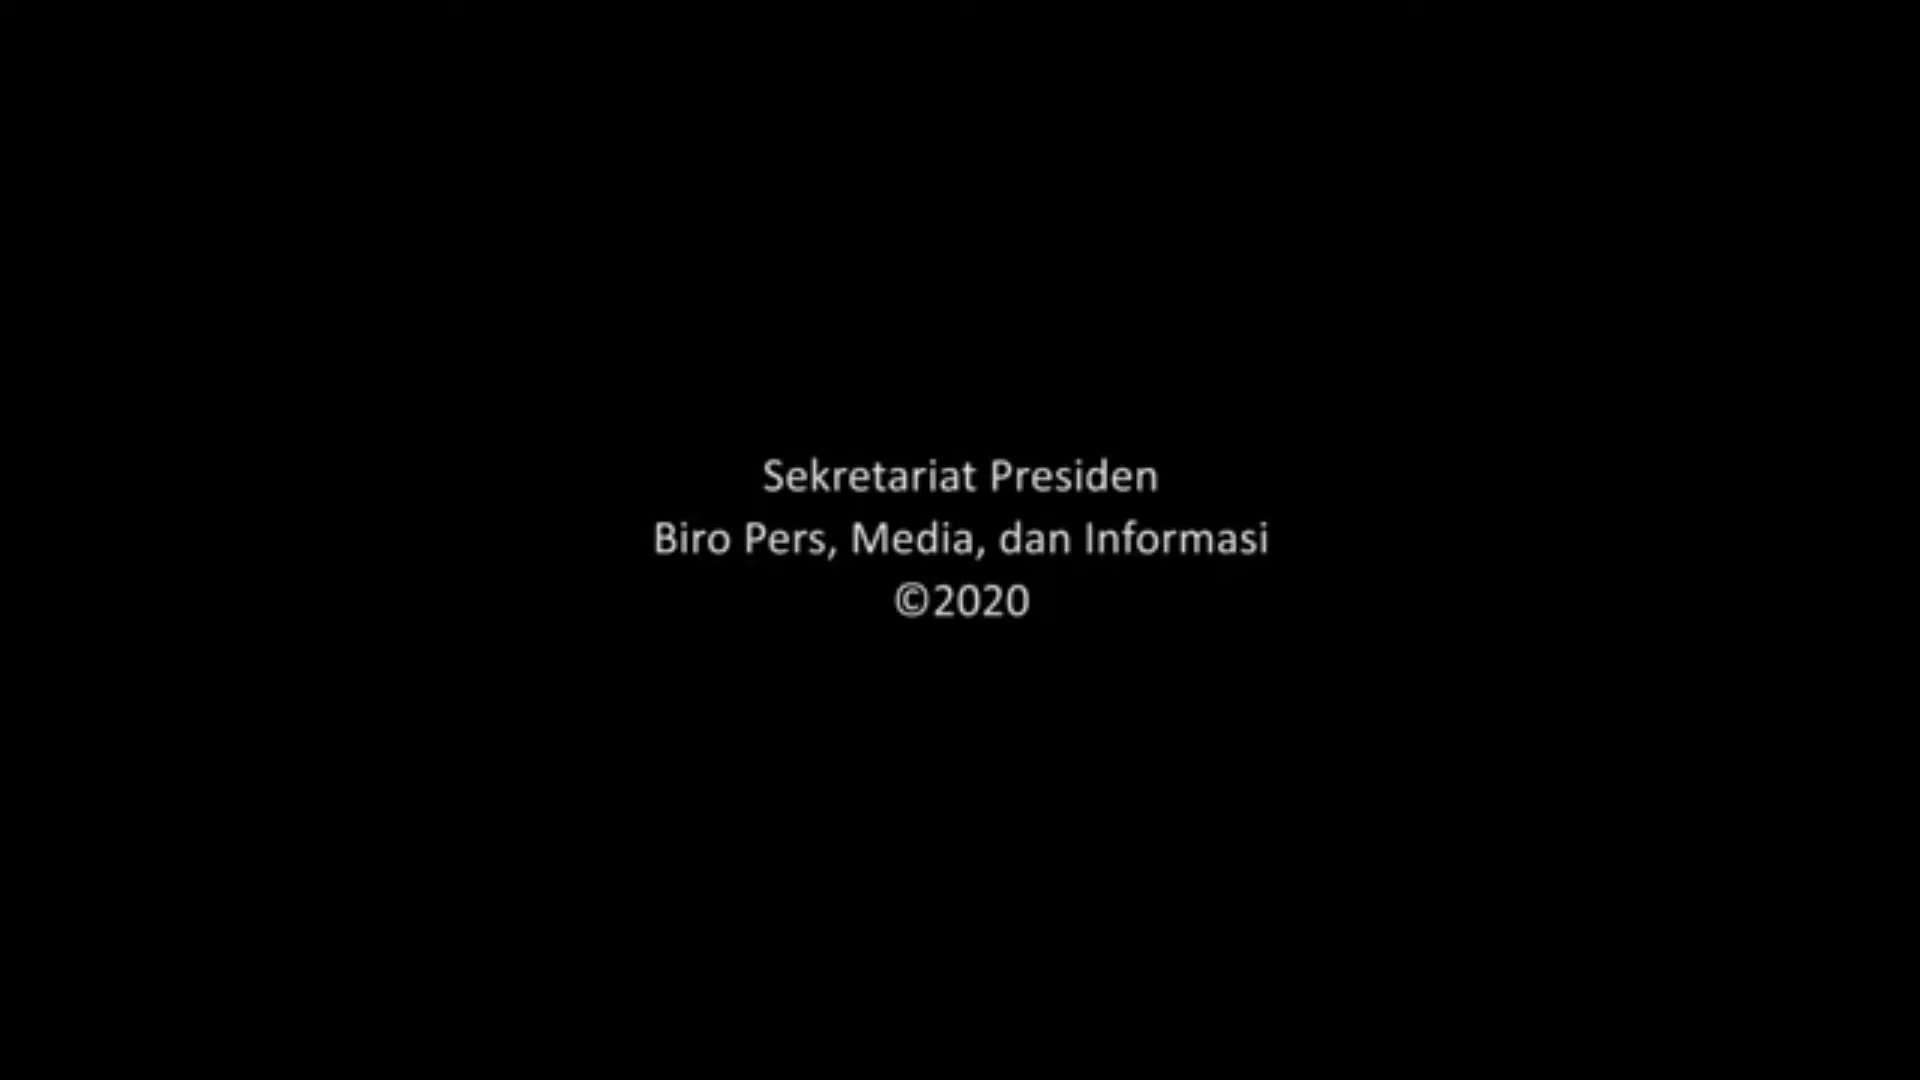 Sekretariat Presiden
Biro Pers, Media, dan Informasi
©2020